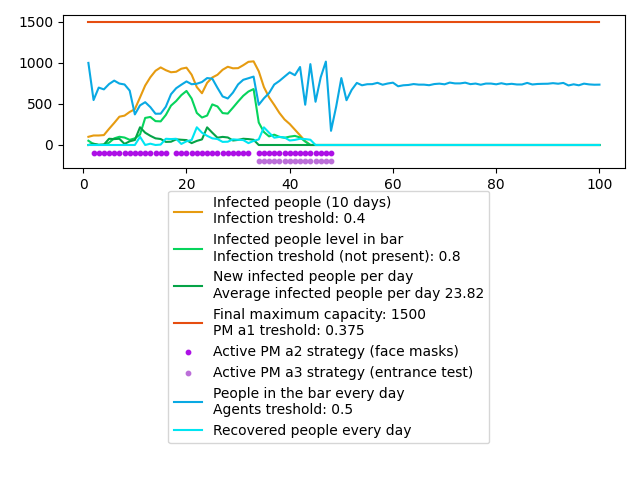 1500
1000
500
0
0
20
40
60
80
100
Infected people (10 days)
Infection treshold: 0.4
Infected people level in bar
Infection treshold (not present): 0.8
New infected people per day
Average infected people per day 23.82
Final maximum capacity: 1500
PM a1 treshold: 0.375
Active PM a2 strategy (face masks)
Active PM a3 strategy (entrance test)
People in the bar every day
Agents treshold: 0.5
Recovered people every day